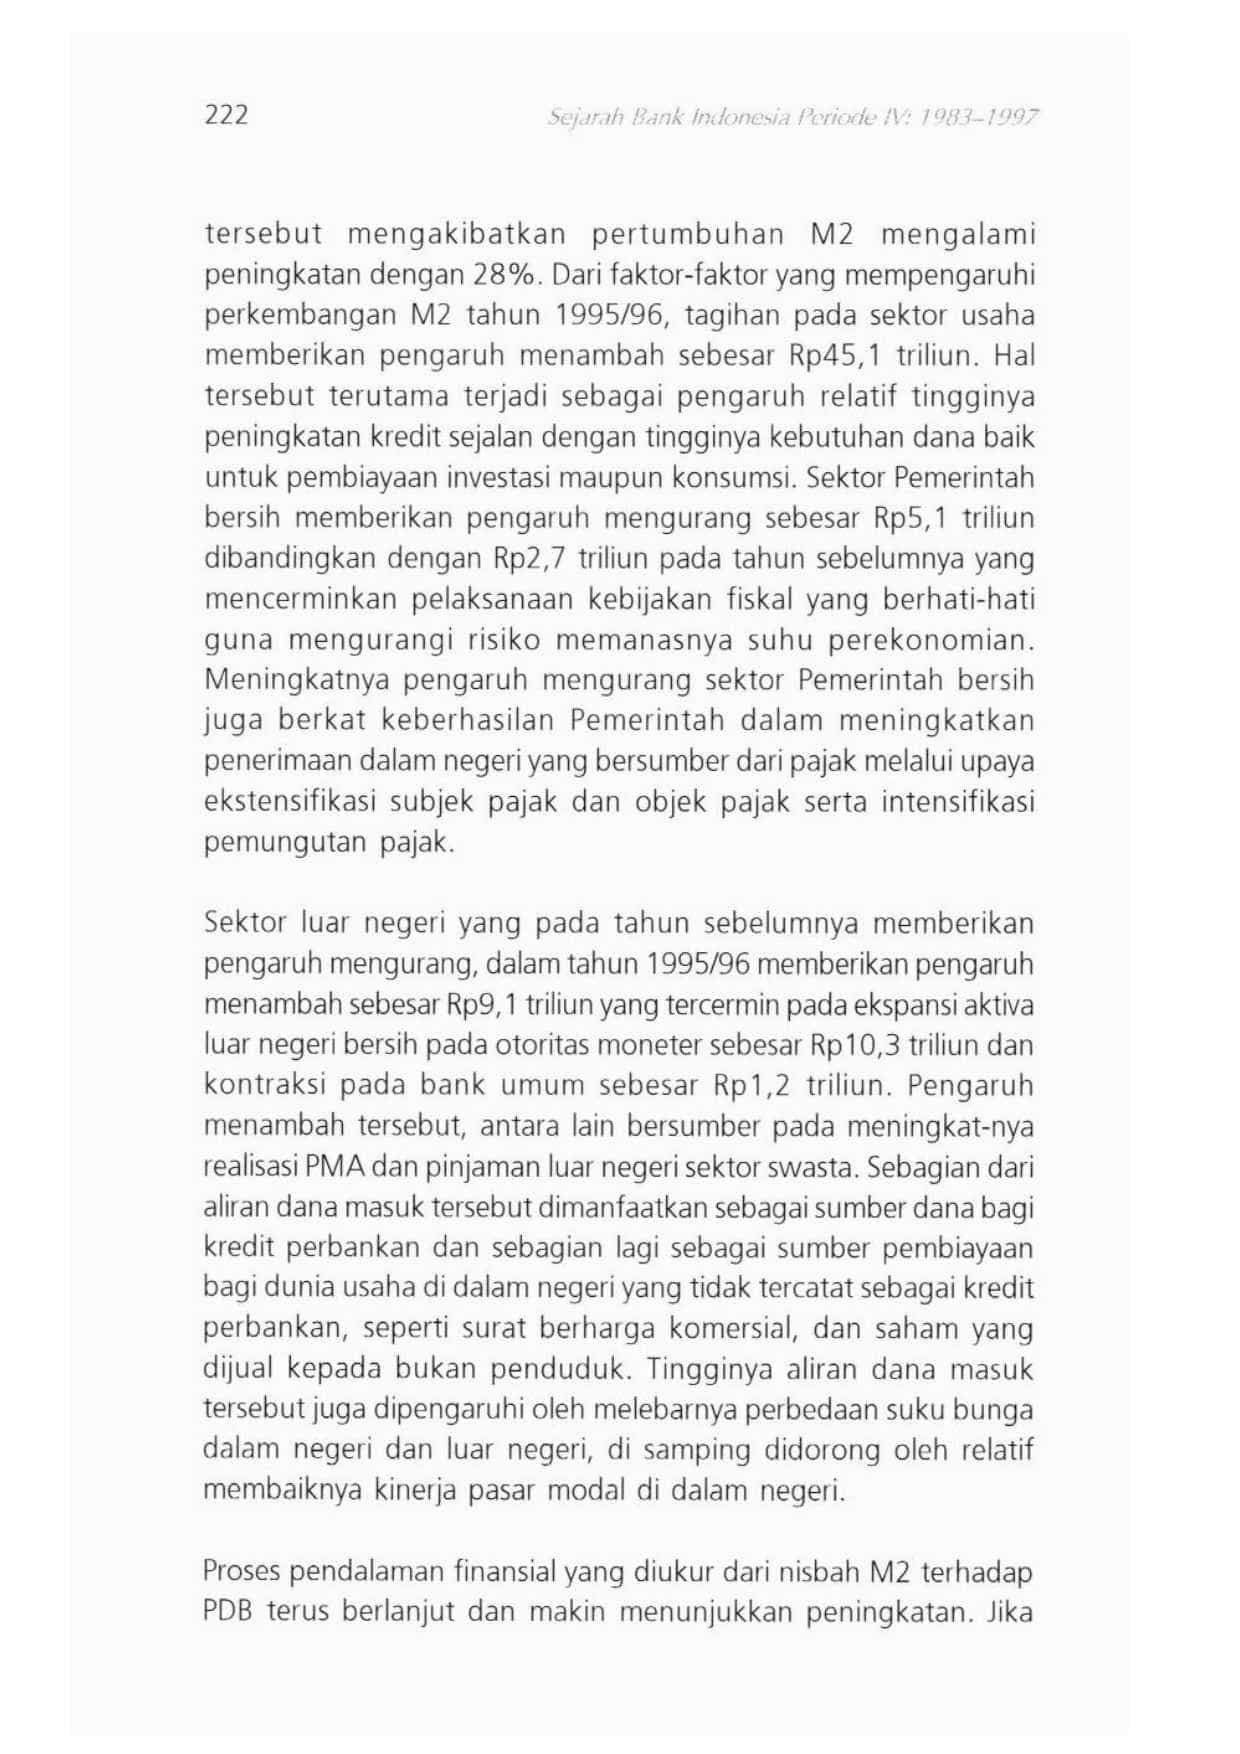 222
Sejarah Bank Indonesia Periode IV: 1983–1997
tersebut mengakibatkan pertumbuhan M2 mengalami
peningkatan dengan 28%. Dari faktor-faktor yang mempengaruhi
perkembangan M2 tahun 1995/96, tagihan pada sektor usaha
memberikan pengaruh menambah sebesar Rp45,1 triliun. Hal
tersebut terutama terjadi sebagai pengaruh relatif tingginya
peningkatan kredit sejalan dengan tingginya kebutuhan dana baik
untuk pembiayaan investasi maupun konsumsi. Sektor Pemerintah
bersih memberikan pengaruh mengurang sebesar Rp5,1 triliun
dibandingkan dengan Rp2,7 triliun pada tahun sebelumnya yang
mencerminkan pelaksanaan kebijakan fiskal yang berhati-hati
guna mengurangi risiko memanasnya suhu perekonomian.
Meningkatnya pengaruh mengurang sektor Pemerintah bersih
juga berkat keberhasilan Pemerintah dalam meningkatkan
penerimaan dalam negeri yang bersumber dari pajak melalui upaya
ekstensifikasi subjek pajak dan objek pajak serta intensifikasi
pemungutan pajak.
Sektor luar negeri yang pada tahun sebelumnya memberikan
pengaruh mengurang, dalam tahun 1995/96 memberikan pengaruh
menambah sebesar Rp9,1 triliun yang tercermin pada ekspansi aktiva
luar negeri bersih pada otoritas moneter sebesar Rp10,3 triliun dan
kontraksi pada bank umum sebesar Rp1,2 triliun. Pengaruh
menambah tersebut, antara lain bersumber pada meningkat-nya
realisasi PMA dan pinjaman luar negeri sektor swasta. Sebagian dari
aliran dana masuk tersebut dimanfaatkan sebagai sumber dana bagi
kredit perbankan dan sebagian lagi sebagai sumber pembiayaan
bagi dunia usaha di dalam negeri yang tidak tercatat sebagai kredit
perbankan, seperti surat berharga komersial, dan saham yang
dijual kepada bukan penduduk. Tingginya aliran dana masuk
tersebut juga dipengaruhi oleh melebarnya perbedaan suku bunga
dalam negeri dan luar negeri, di samping didorong oleh relatif
membaiknya kinerja pasar modal di dalam negeri.
Proses pendalaman finansial yang diukur dari nisbah M2 terhadap
PDB terus berlanjut dan makin menunjukkan peningkatan. Jika